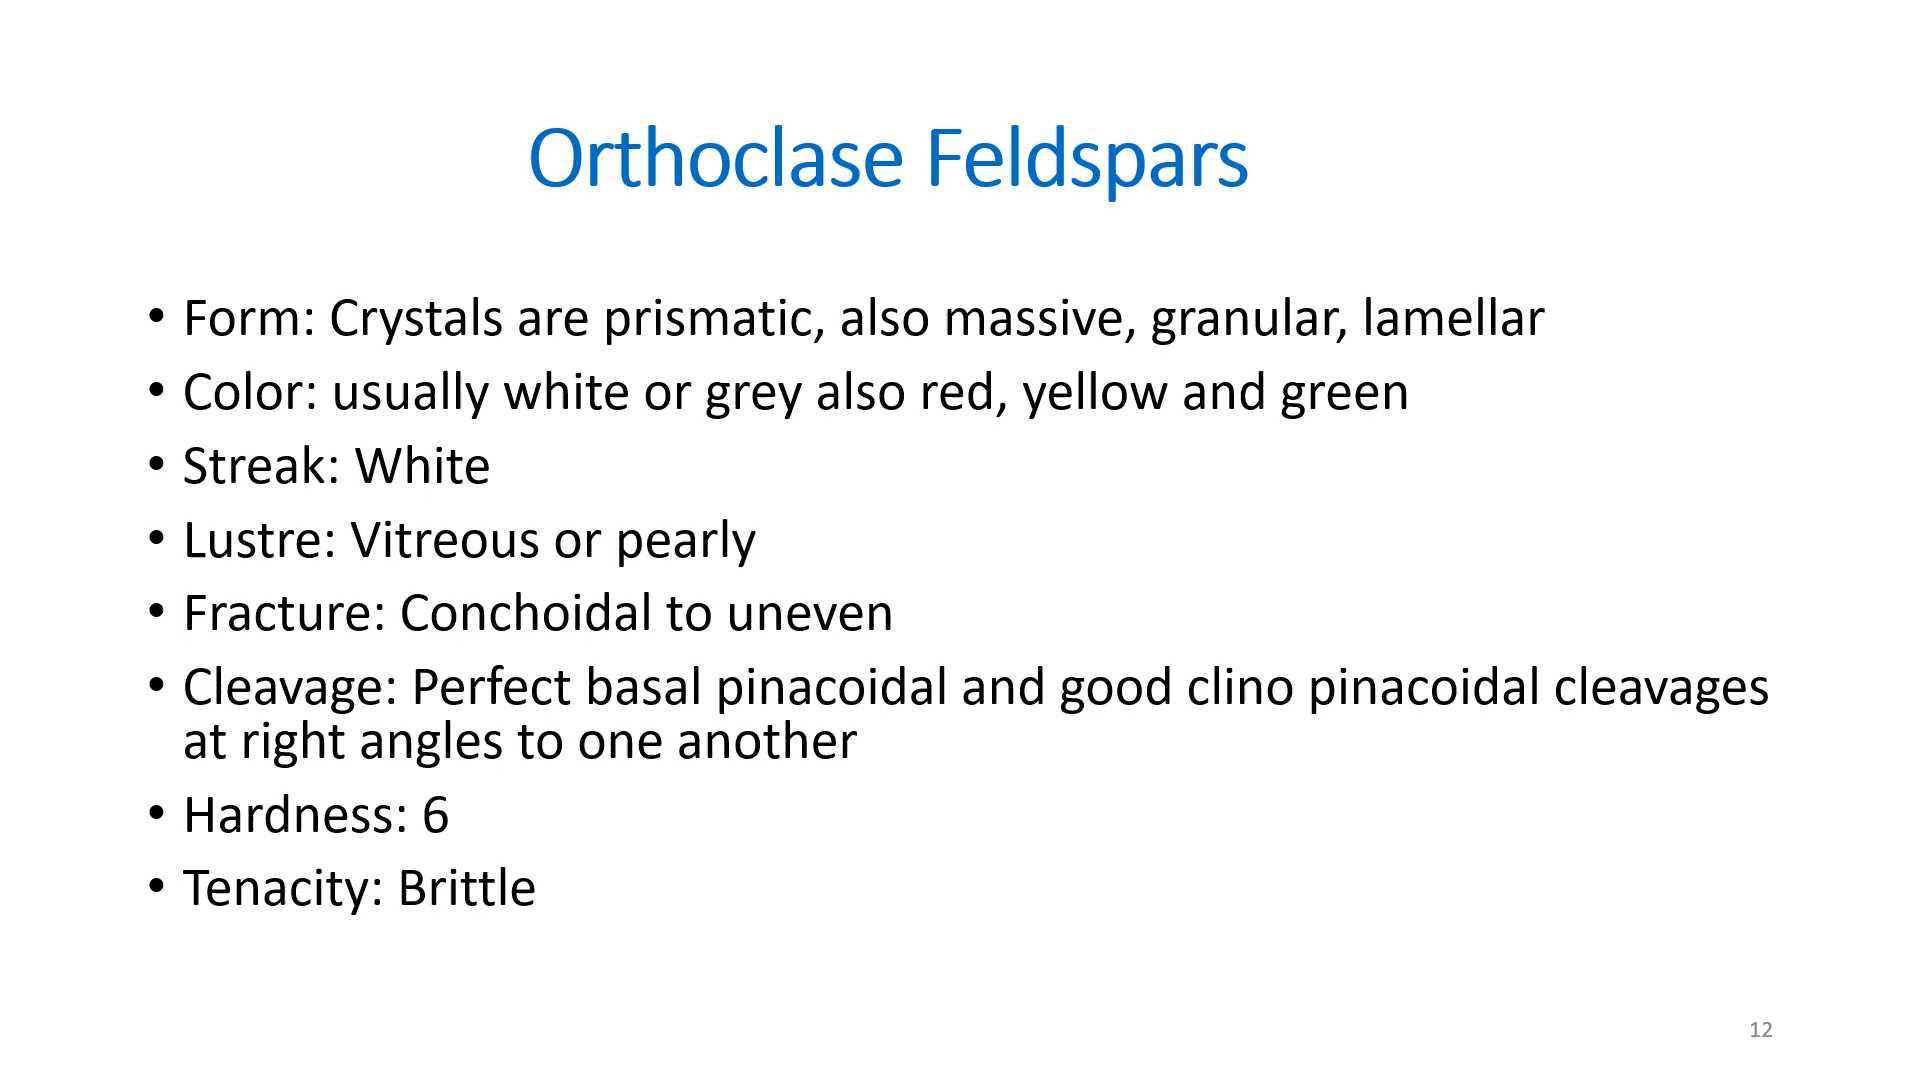 Orthoclase Feldspars
• Form: Crystals are prismatic, also massive, granular, lamellar
• Color: usually white or grey also red, yellow and green
• Streak: White
• Lustre: Vitreous or pearly
• Fracture: Conchoidal to uneven
• Cleavage: Perfect basal pinacoidal and good clino pinacoidal cleavages
at right angles to one another
• Hardness: 6
• Tenacity: Brittle
12